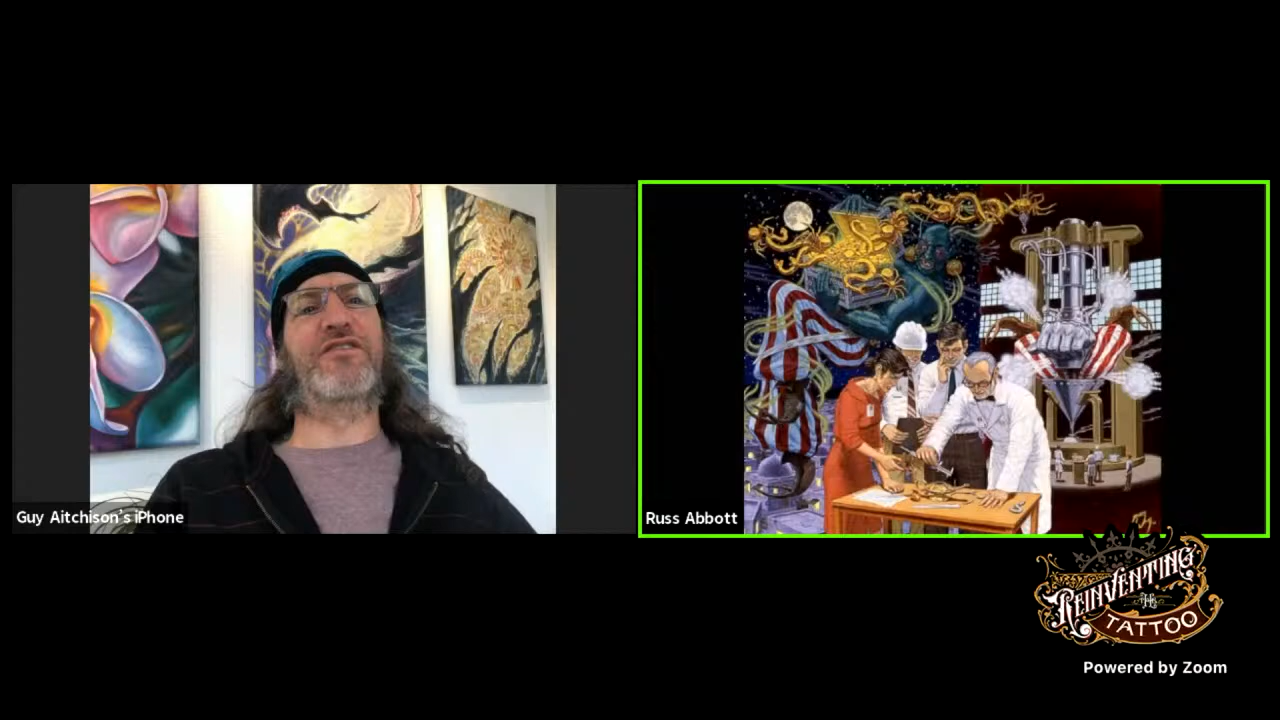 Guy Aitchison's iPhone
Russ Abbott
REINVENTING
THE
TATTOO
Powered by Zoom